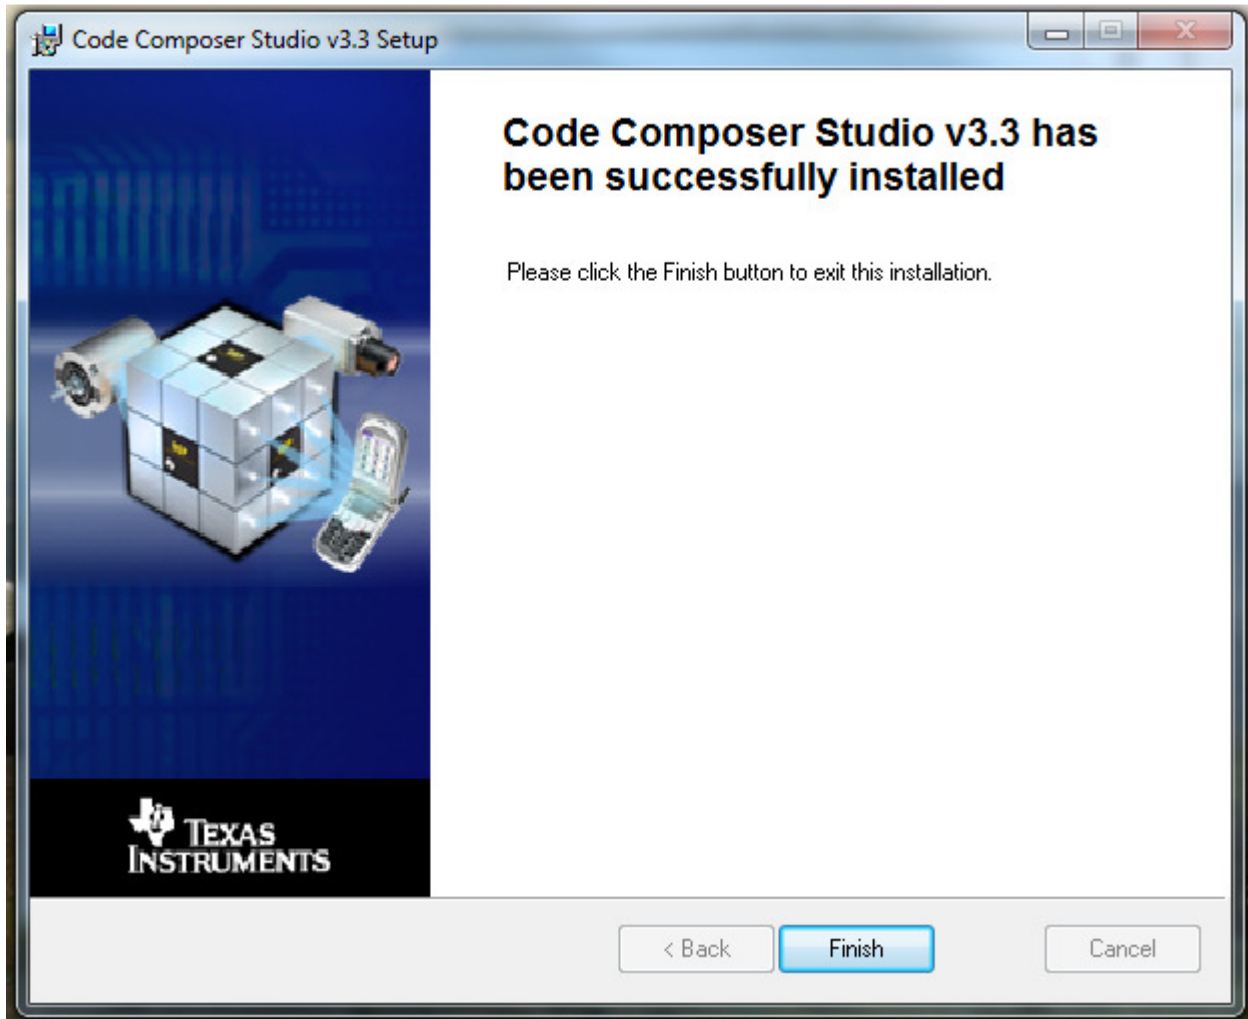 Code Composer Studio v3.3 Setup
Code Composer Studio v3.3 has
been successfully installed
Please click the Finish button to exit this installation.
TEXAS
INSTRUMENTS
< Back
Finish
Cancel